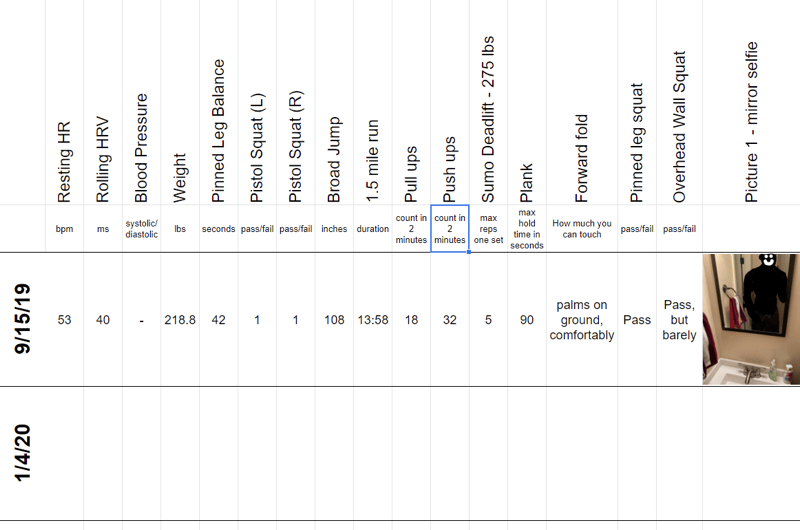 Resting HR
Rolling HRV
Blood Pressure
Weight
Pinned Leg Balance
Pistol Squat (L)
Pistol Squat (R)
Broad Jump
1.5 mile run
Pull ups
Push ups
Sumo Deadlift - 275 lbs
Plank
Forward fold
Pinned leg squat
Overhead Wall Squat
Picture 1 - mirror selfie
bpm
ms
systolic/
diastolic
lbs
seconds
pass/fail
pass/fail
inches
duration
count in
2
minutes
count in
2
minutes
max
reps
one set
max
hold
time in
seconds
How much you
can touch
pass/fail
pass/fail
9/15/19
53
40
-
218.8
42
1
1
108
13:58
18
32
5
90
palms on
ground,
comfortably
Pass
Pass,
but
barely
1/4/20